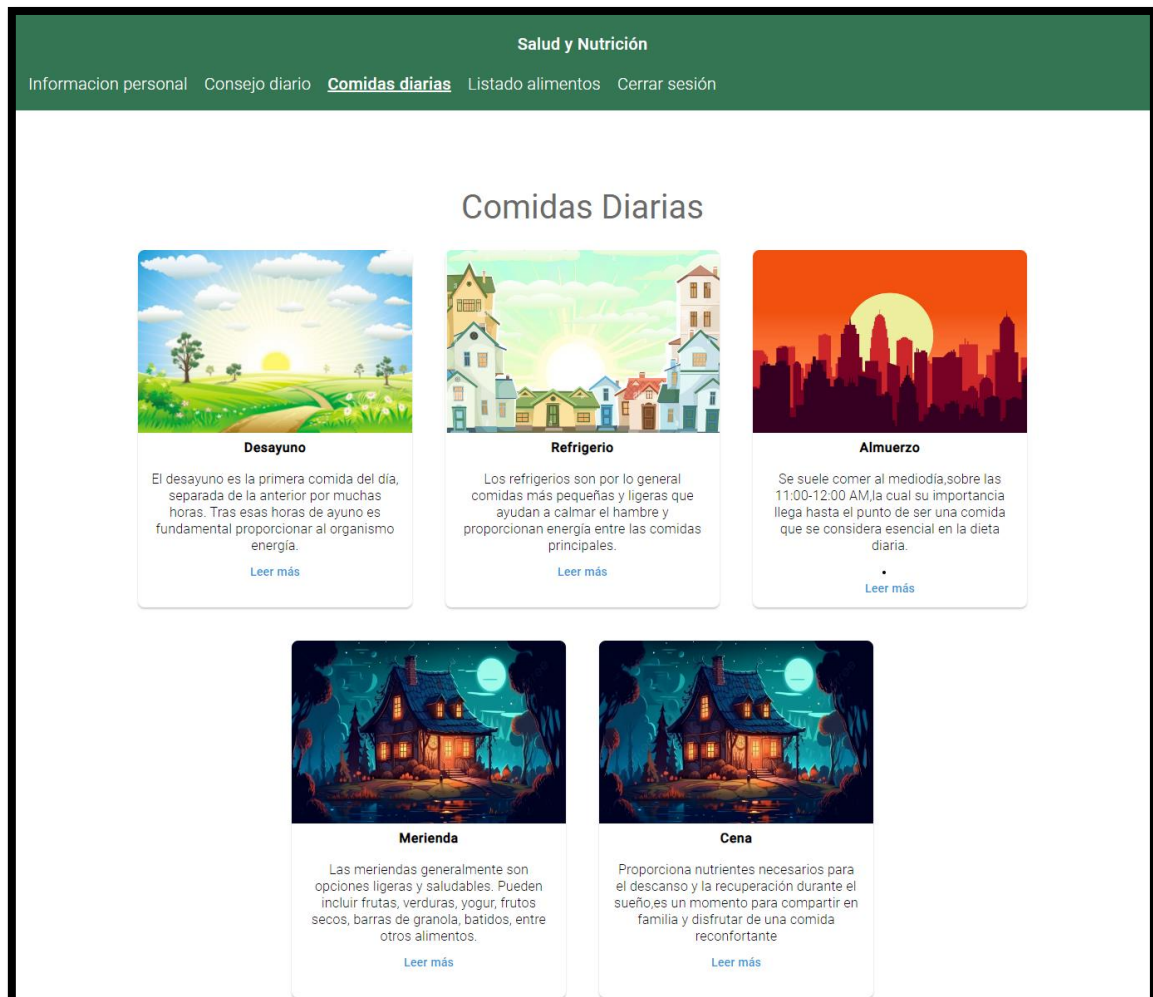 Salud y Nutrición
Informacion personal Consejo diario Comidas diarias Listado alimentos Cerrar sesión
Comidas Diarias
Desayuno
El desayuno es la primera comida del día,
separada de la anterior por muchas
horas. Tras esas horas de ayuno es
fundamental proporcionar al organismo
energía.
Leer más
Refrigerio
Los refrigerios son por lo general
comidas más pequeñas y ligeras que
ayudan a calmar el hambre y
proporcionan energía entre las comidas
principales.
Leer más
Almuerzo
Se suele comer al mediodía,sobre las
11:00-12:00 AM,la cual su importancia
llega hasta el punto de ser una comida
que se considera esencial en la dieta
diaria.
.
Leer más
Merienda
Las meriendas generalmente son
opciones ligeras y saludables. Pueden
incluir frutas, verduras, yogur, frutos
secos, barras de granola, batidos, entre
otros alimentos.
Leer más
Cena
Proporciona nutrientes necesarios para
el descanso y la recuperación durante el
sueño,es un momento para compartir en
familia y disfrutar de una comida
reconfortante
Leer más